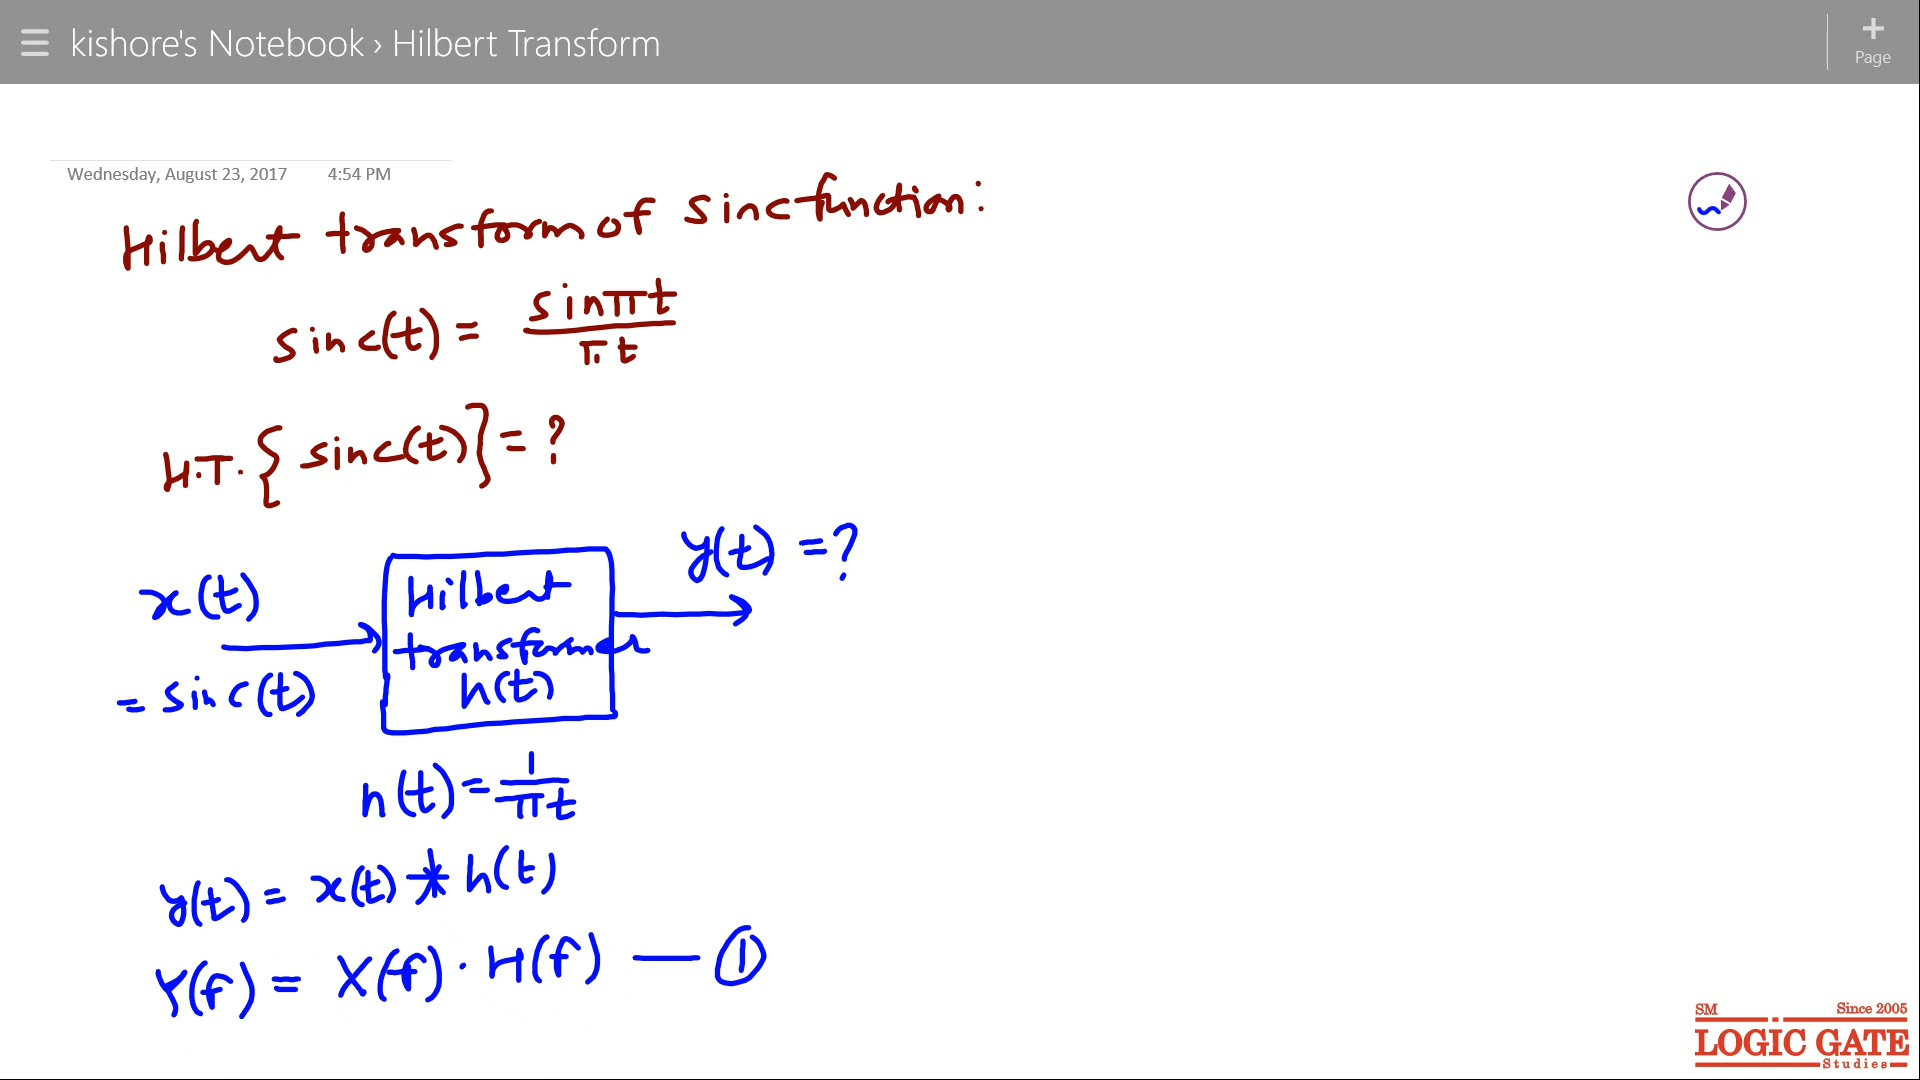 kishore's Notebook › Hilbert Transform
+
Page
Wednesday, August 23, 2017 4:54 PM
Hilbert transform of sinc function:
sinc(t) = sinπt / πt
H.T. { sinc(t) } = ?
x(t)
= sinc(t)
Hilbert
transformer
h(t)
y(t) = ?
h(t) = 1 / πt
y(t) = x(t) * h(t)
Y(f) = X(f) · H(f) — ①
SM Since 2005
LOGIC GATE
Studies